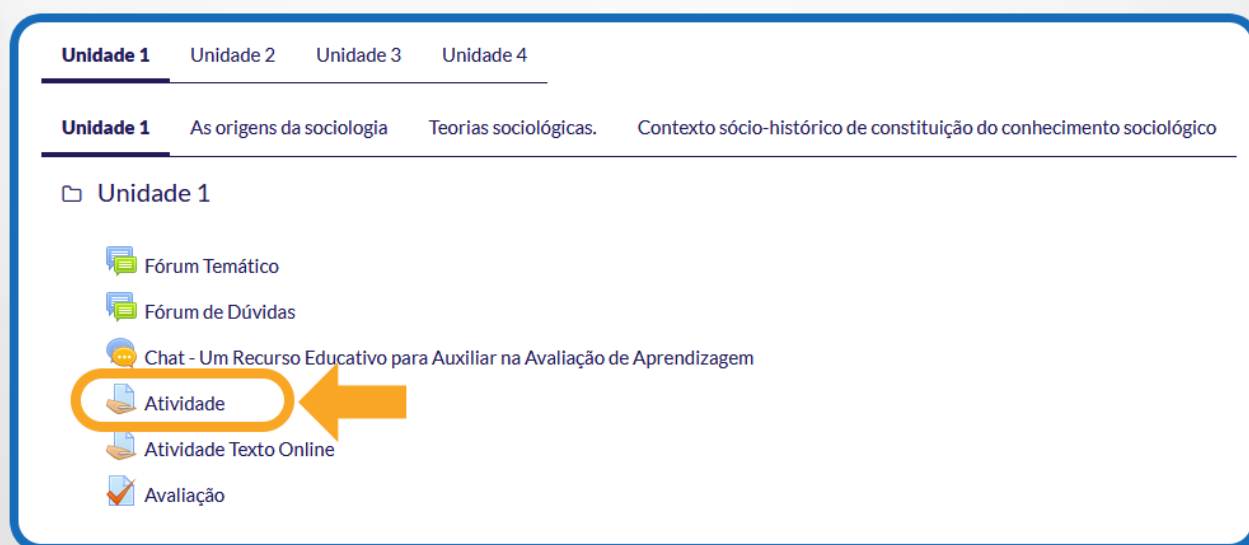 Unidade 1 Unidade 2 Unidade 3 Unidade 4
Unidade 1 As origens da sociologia Teorias sociológicas. Contexto sócio-histórico de constituição do conhecimento sociológico
Unidade 1
Fórum Temático
Fórum de Dúvidas
Chat - Um Recurso Educativo para Auxiliar na Avaliação de Aprendizagem
Atividade
Atividade Texto Online
Avaliação